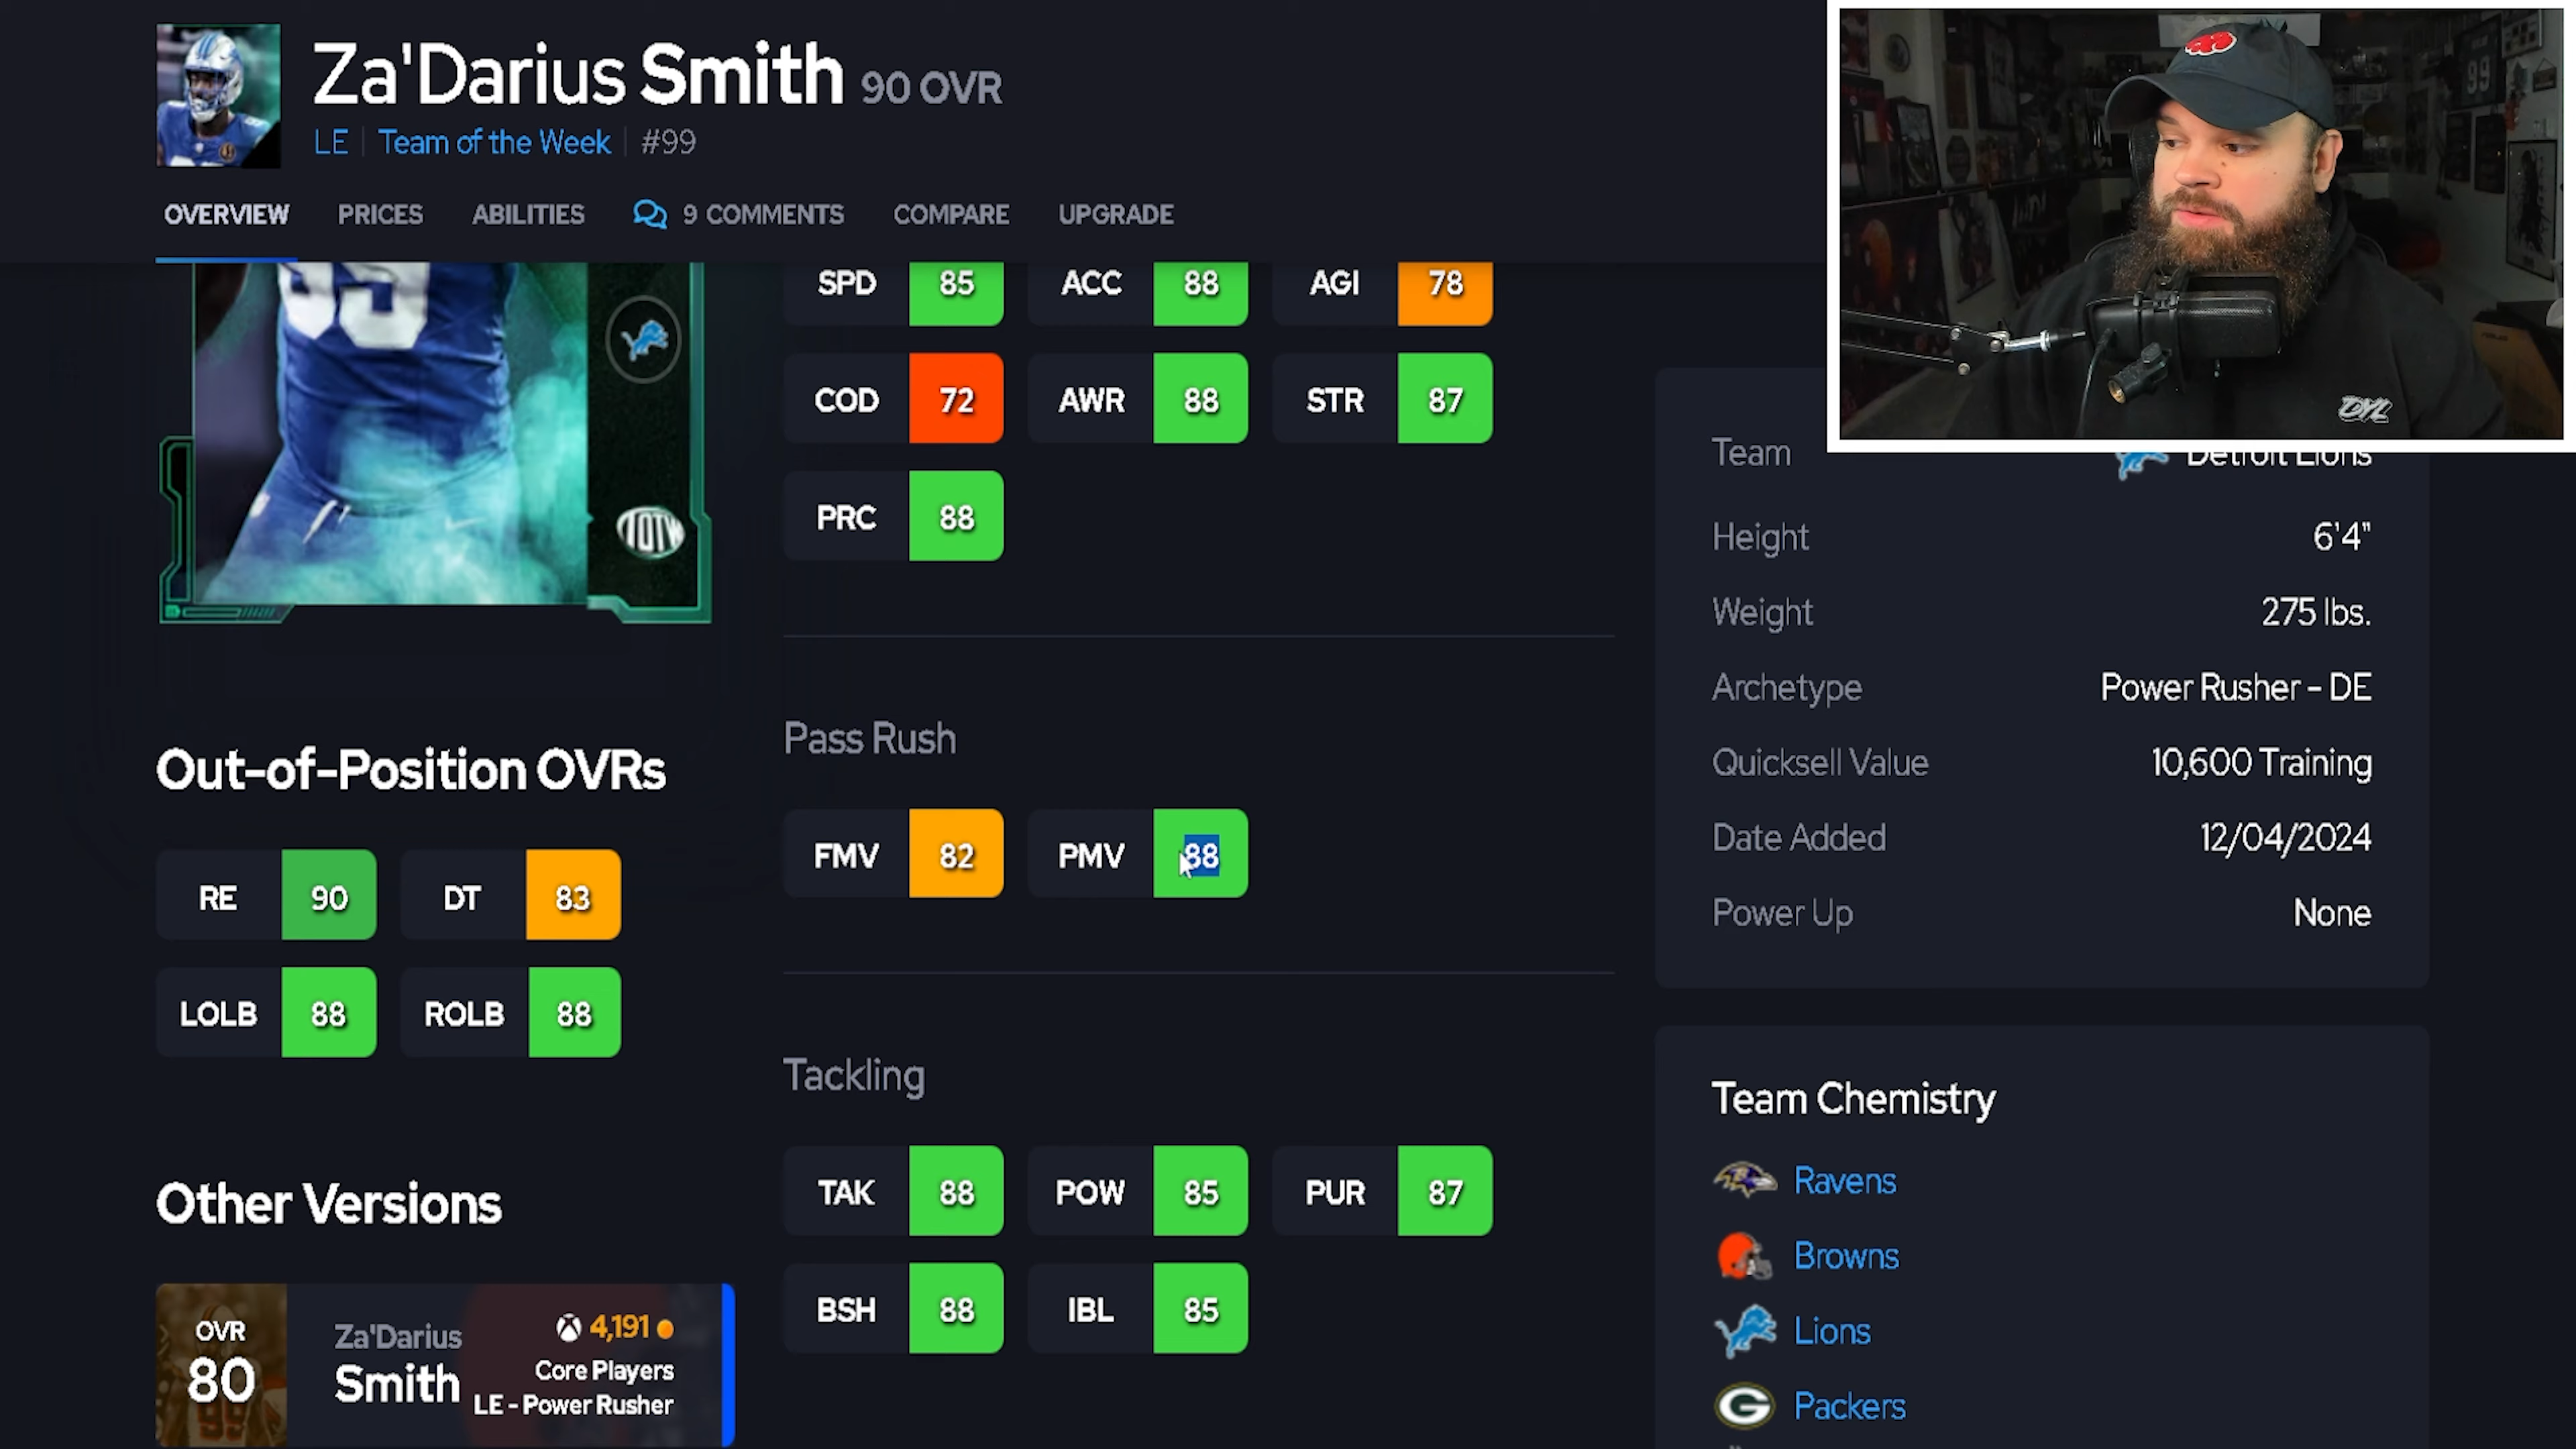 Za'Darius Smith 90 OVR
LE | Team of the Week | #99
OVERVIEW PRICES ABILITIES 9 COMMENTS COMPARE UPGRADE
SPD 85 ACC 88 AGI 78
COD 72 AWR 88 STR 87
PRC 88
TOTW
Pass Rush
FMV 82 PMV 88
Tackling
TAK 88 POW 85 PUR 87
BSH 88 IBL 85
Out-of-Position OVRs
RE 90 DT 83
LOLB 88 ROLB 88
Other Versions
OVR
80
Za'Darius
Smith
4,191
Core Players
LE - Power Rusher
Team Detroit Lions
Height 6'4"
Weight 275 lbs.
Archetype Power Rusher - DE
Quicksell Value 10,600 Training
Date Added 12/04/2024
Power Up None
Team Chemistry
Ravens
Browns
Lions
Packers
99